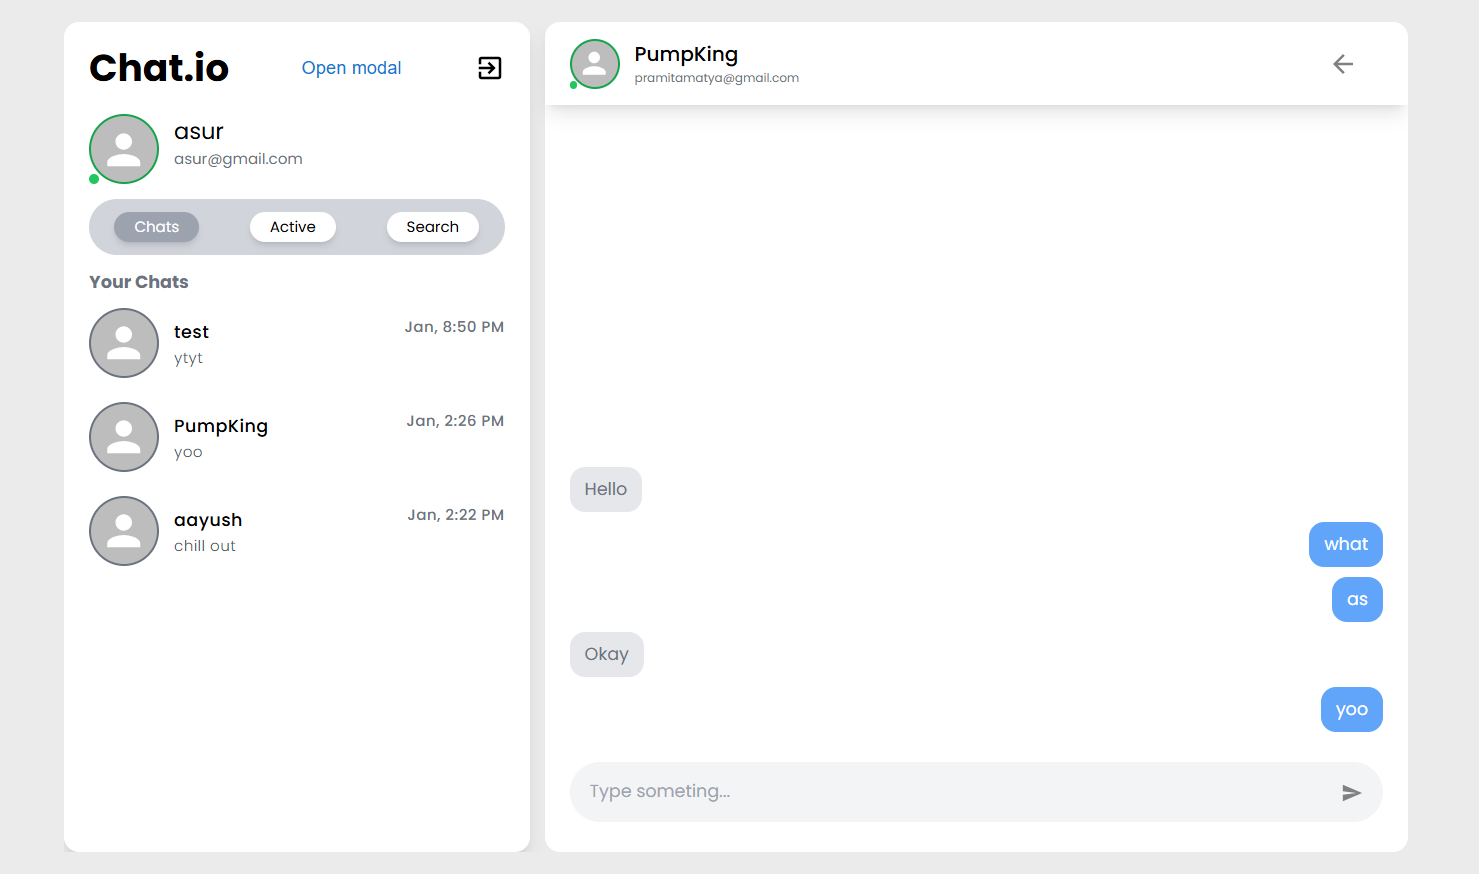 Chat.io
Open modal
asur
asur@gmail.com
Chats
Active
Search
Your Chats
test
Jan, 8:50 PM
ytyt
PumpKing
Jan, 2:26 PM
yoo
aayush
Jan, 2:22 PM
chill out
PumpKing
pramitamatya@gmail.com
Hello
what
as
Okay
yoo
Type someting...